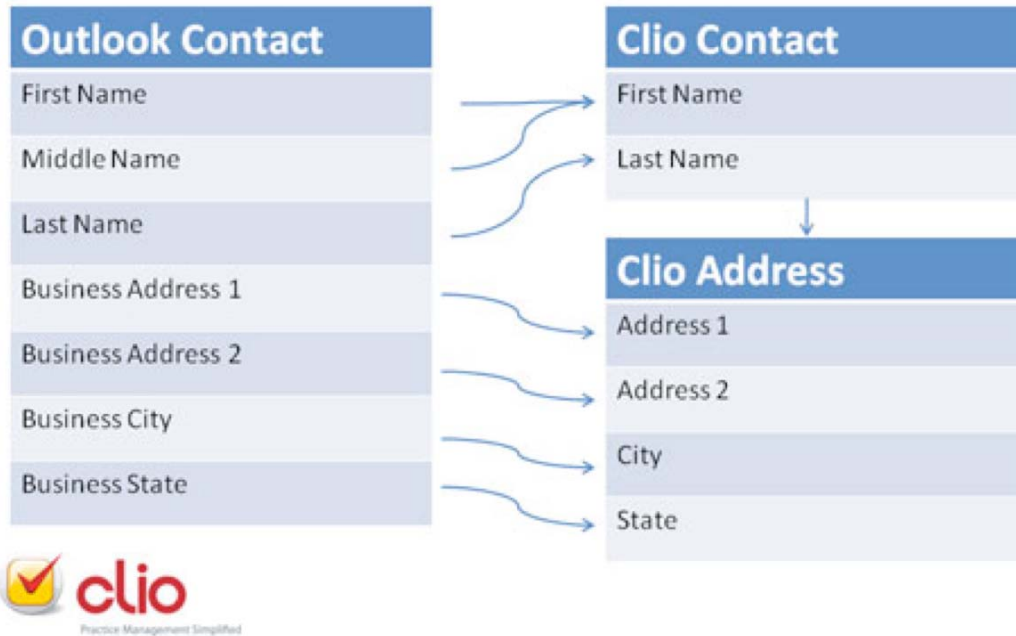 Outlook Contact
First Name
Middle Name
Last Name
Business Address 1
Business Address 2
Business City
Business State
Clio Contact
First Name
Last Name
Clio Address
Address 1
Address 2
City
State
clio
Practice Management Simplified